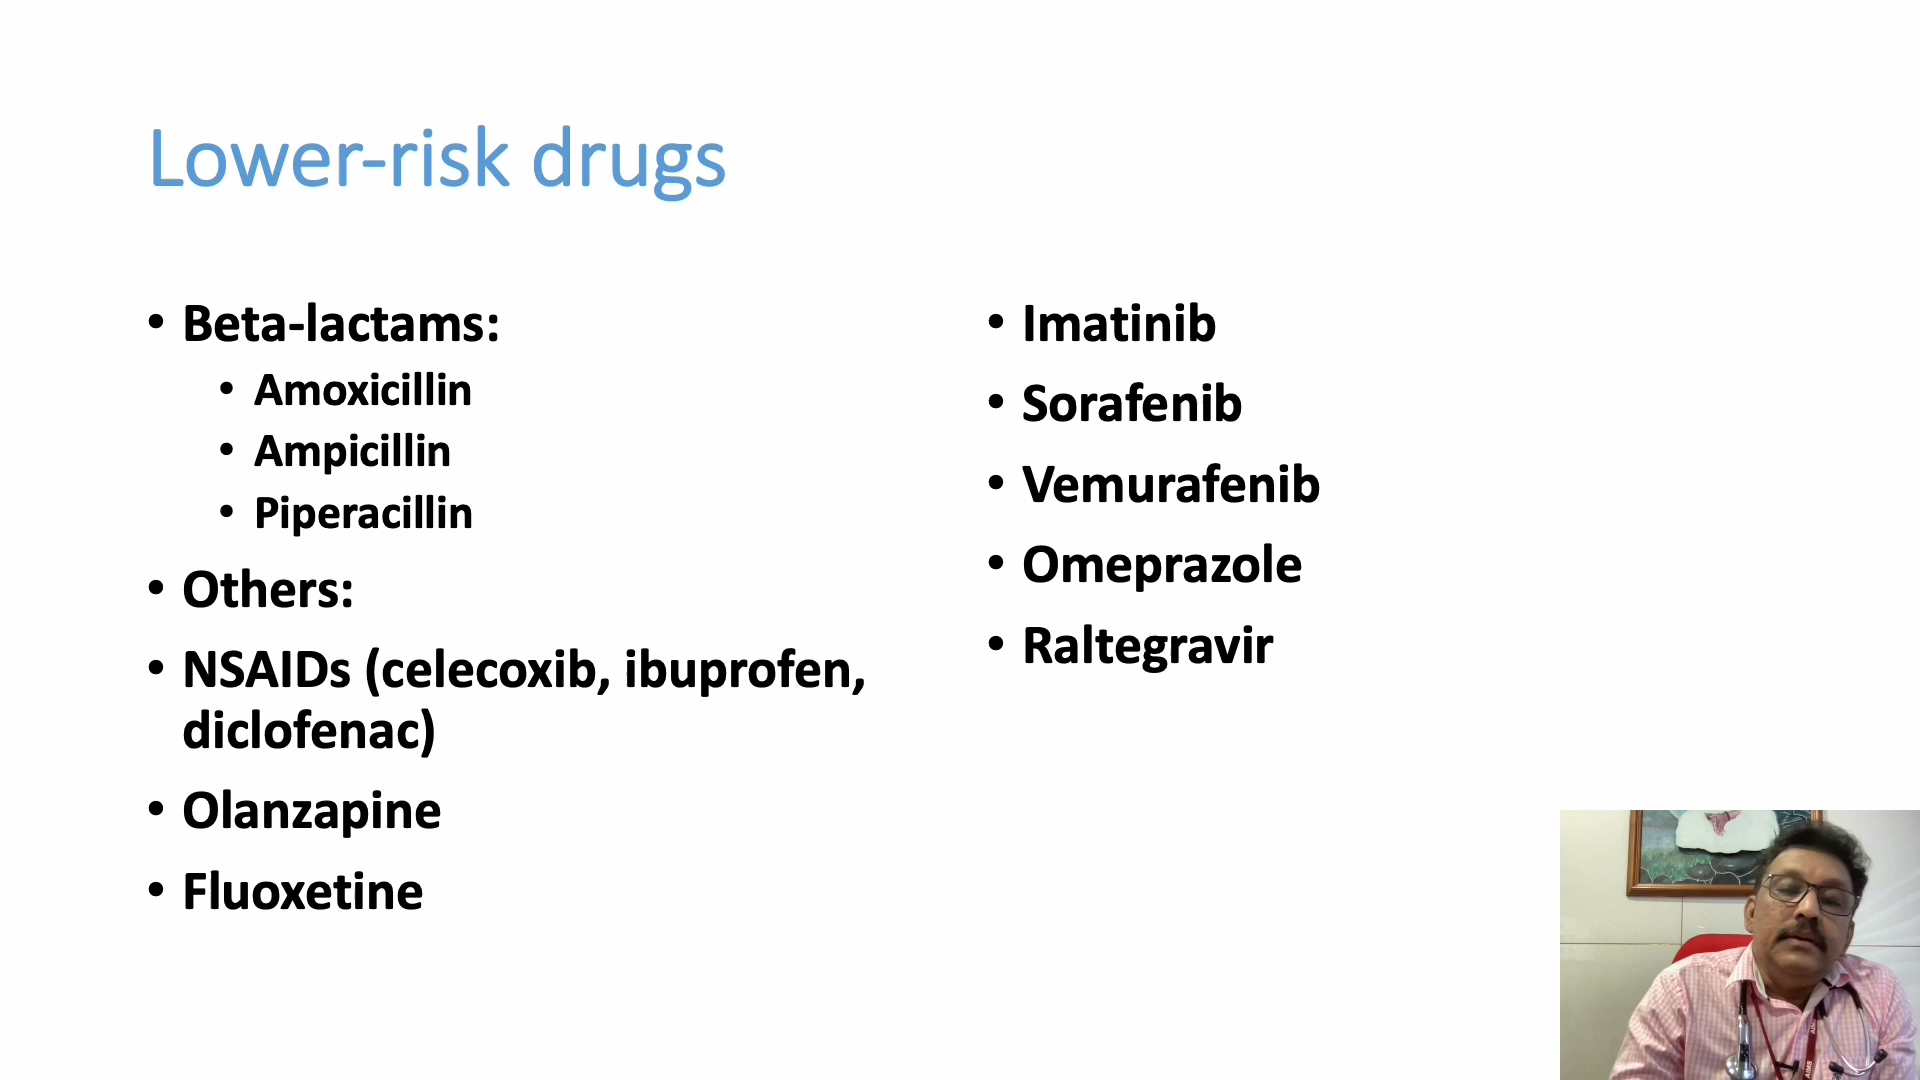 Lower-risk drugs
• Beta-lactams:
• Amoxicillin
• Ampicillin
• Piperacillin
• Others:
• NSAIDs (celecoxib, ibuprofen,
diclofenac)
• Olanzapine
• Fluoxetine
• Imatinib
• Sorafenib
• Vemurafenib
• Omeprazole
• Raltegravir